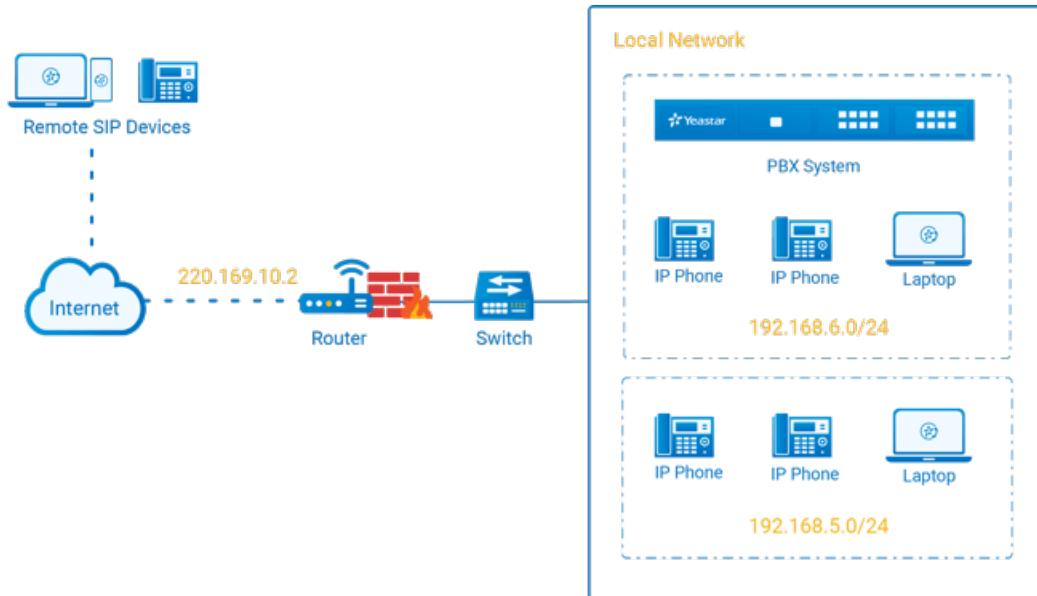 Local Network
Yeastar
PBX System
Remote SIP Devices
IP Phone
IP Phone
Laptop
220.169.10.2
Internet
192.168.6.0/24
Router
Switch
IP Phone
IP Phone
Laptop
192.168.5.0/24